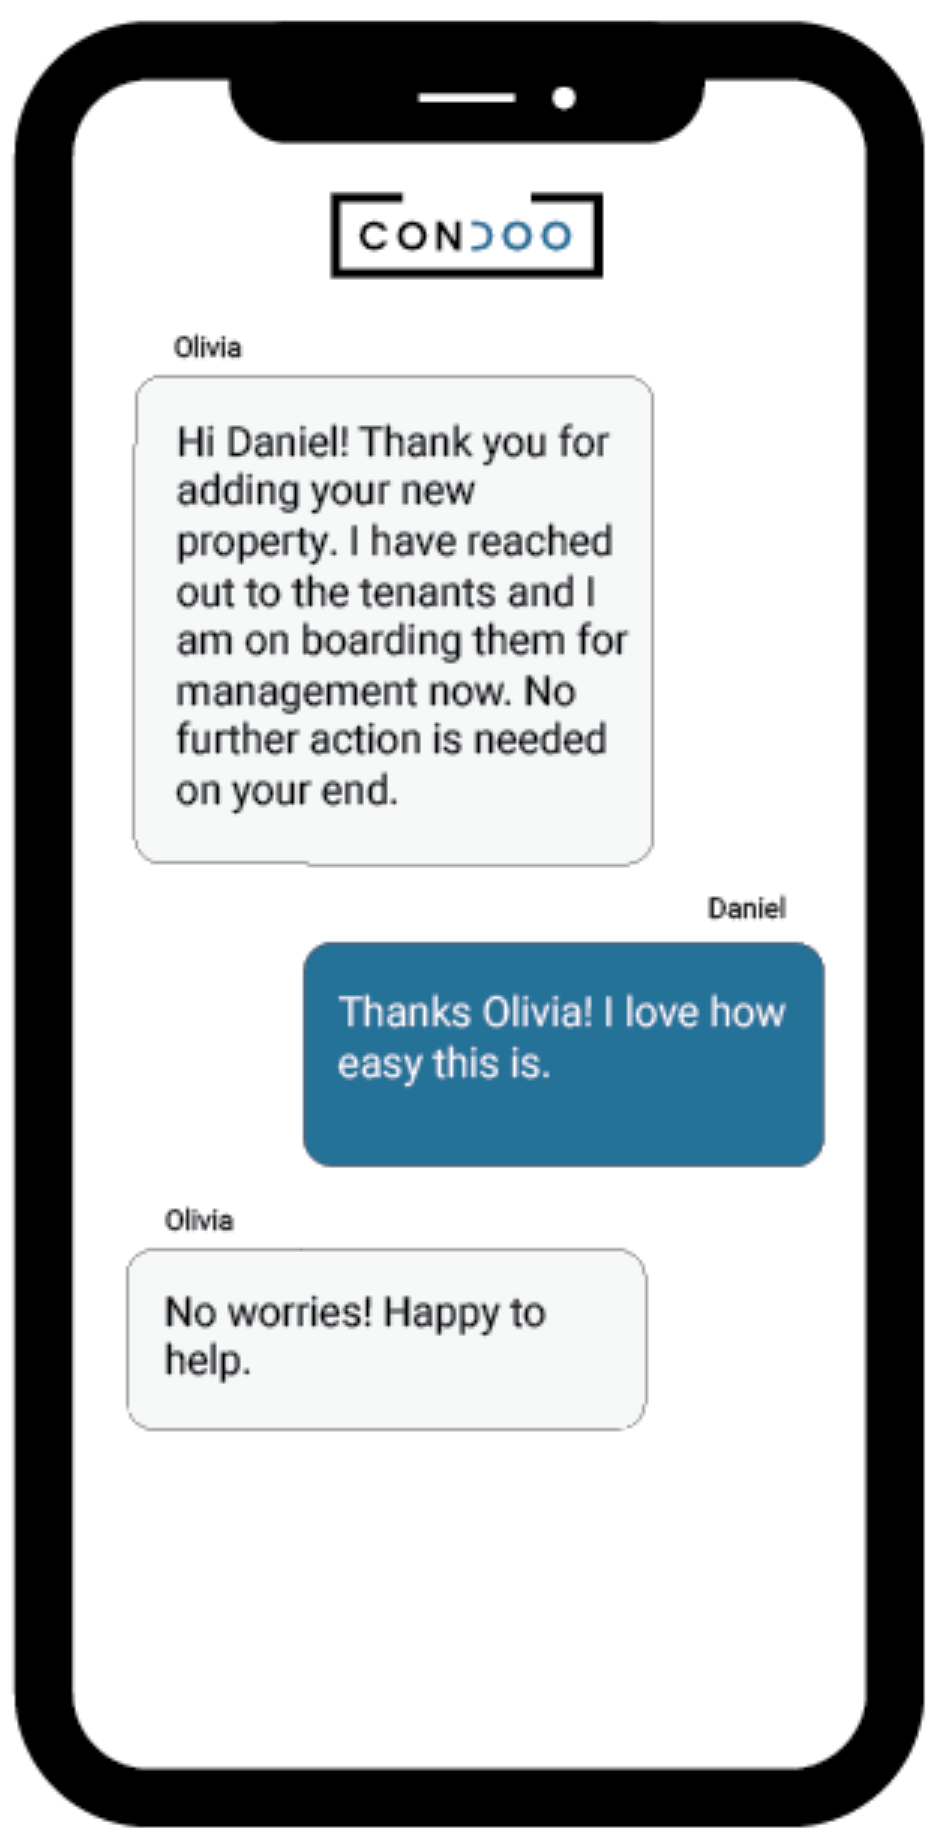 CONDOO
Olivia
Hi Daniel! Thank you for
adding your new
property. I have reached
out to the tenants and I
am on boarding them for
management now. No
further action is needed
on your end.
Daniel
Thanks Olivia! I love how
easy this is.
Olivia
No worries! Happy to
help.